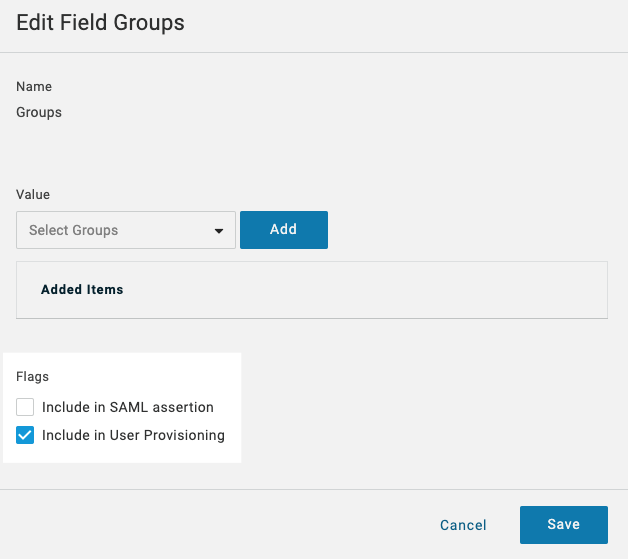 Edit Field Groups
Name
Groups
Value
Select Groups
Add
Added Items
Flags
Include in SAML assertion
Include in User Provisioning
Cancel
Save